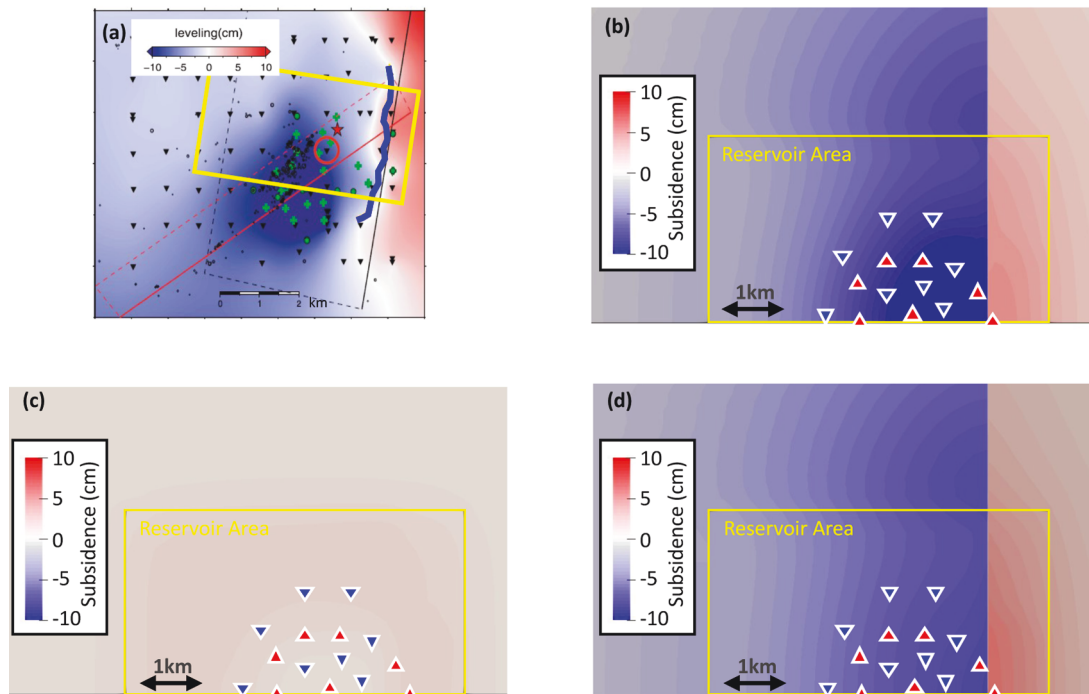 (a)
leveling(cm)
-10 -5 0 5 10
0 1 2 km
(b)
10
5
0
-5
-10
Subsidence (cm)
Reservoir Area
1km
(c)
10
5
0
-5
-10
Subsidence (cm)
Reservoir Area
1km
(d)
10
5
0
-5
-10
Subsidence (cm)
Reservoir Area
1km